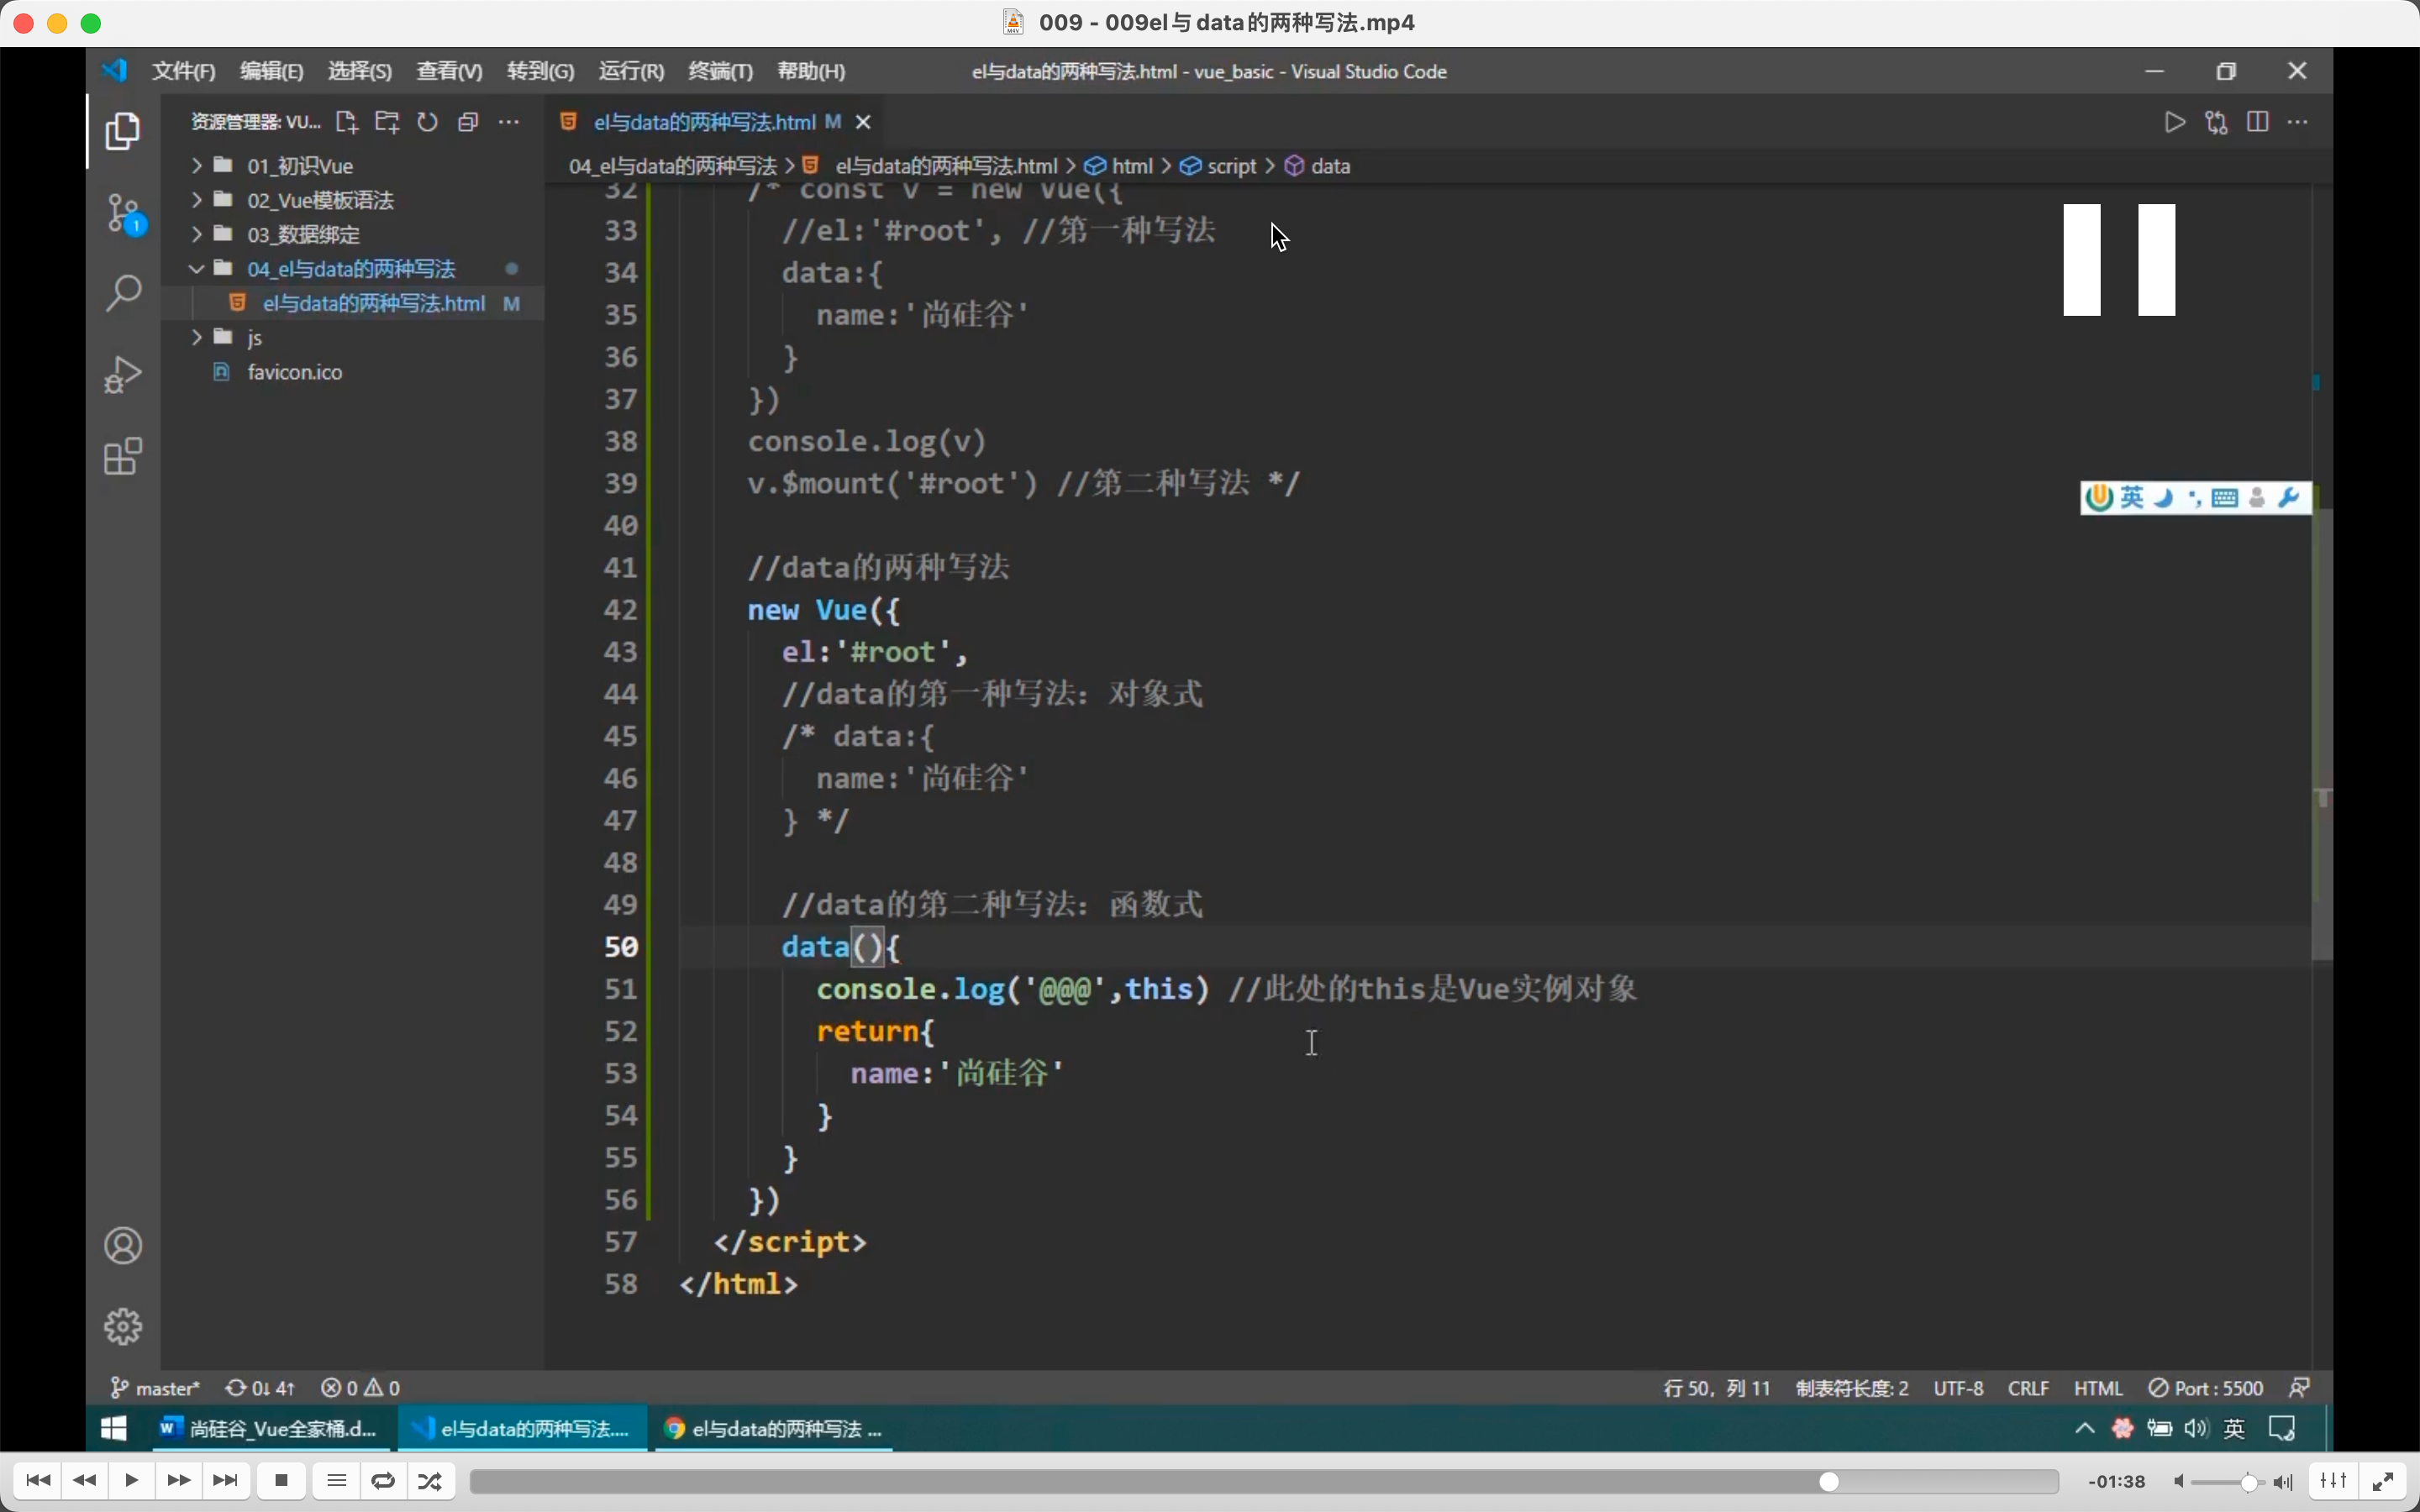 009 - 009el与data的两种写法.mp4
文件(F) 编辑(E) 选择(S) 查看(V) 转到(G) 运行(R) 终端(T) 帮助(H)
el与data的两种写法.html - vue_basic - Visual Studio Code
资源管理器: VU...
el与data的两种写法.html M
04_el与data的两种写法 > el与data的两种写法.html > html > script > data
01_初识Vue
02_Vue模板语法
03_数据绑定
04_el与data的两种写法
el与data的两种写法.html M
js
favicon.ico
1
32 /* const v = new Vue({
33 //el:'#root', //第一种写法
34 data:{
35 name:'尚硅谷'
36 }
37 })
38 console.log(v)
39 v.$mount('#root') //第二种写法 */
40
41 //data的两种写法
42 new Vue({
43 el:'#root',
44 //data的第一种写法：对象式
45 /* data:{
46 name:'尚硅谷'
47 } */
48
49 //data的第二种写法：函数式
50 data(){
51 console.log('@@@',this) //此处的this是Vue实例对象
52 return{
53 name:'尚硅谷'
54 }
55 }
56 })
57 </script>
58 </html>
英
master* 0↓ 4↑ 0 0
行 50，列 11 制表符长度: 2 UTF-8 CRLF HTML Port : 5500
尚硅谷_Vue全家桶.d...
el与data的两种写法....
el与data的两种写法 ...
英
-01:38